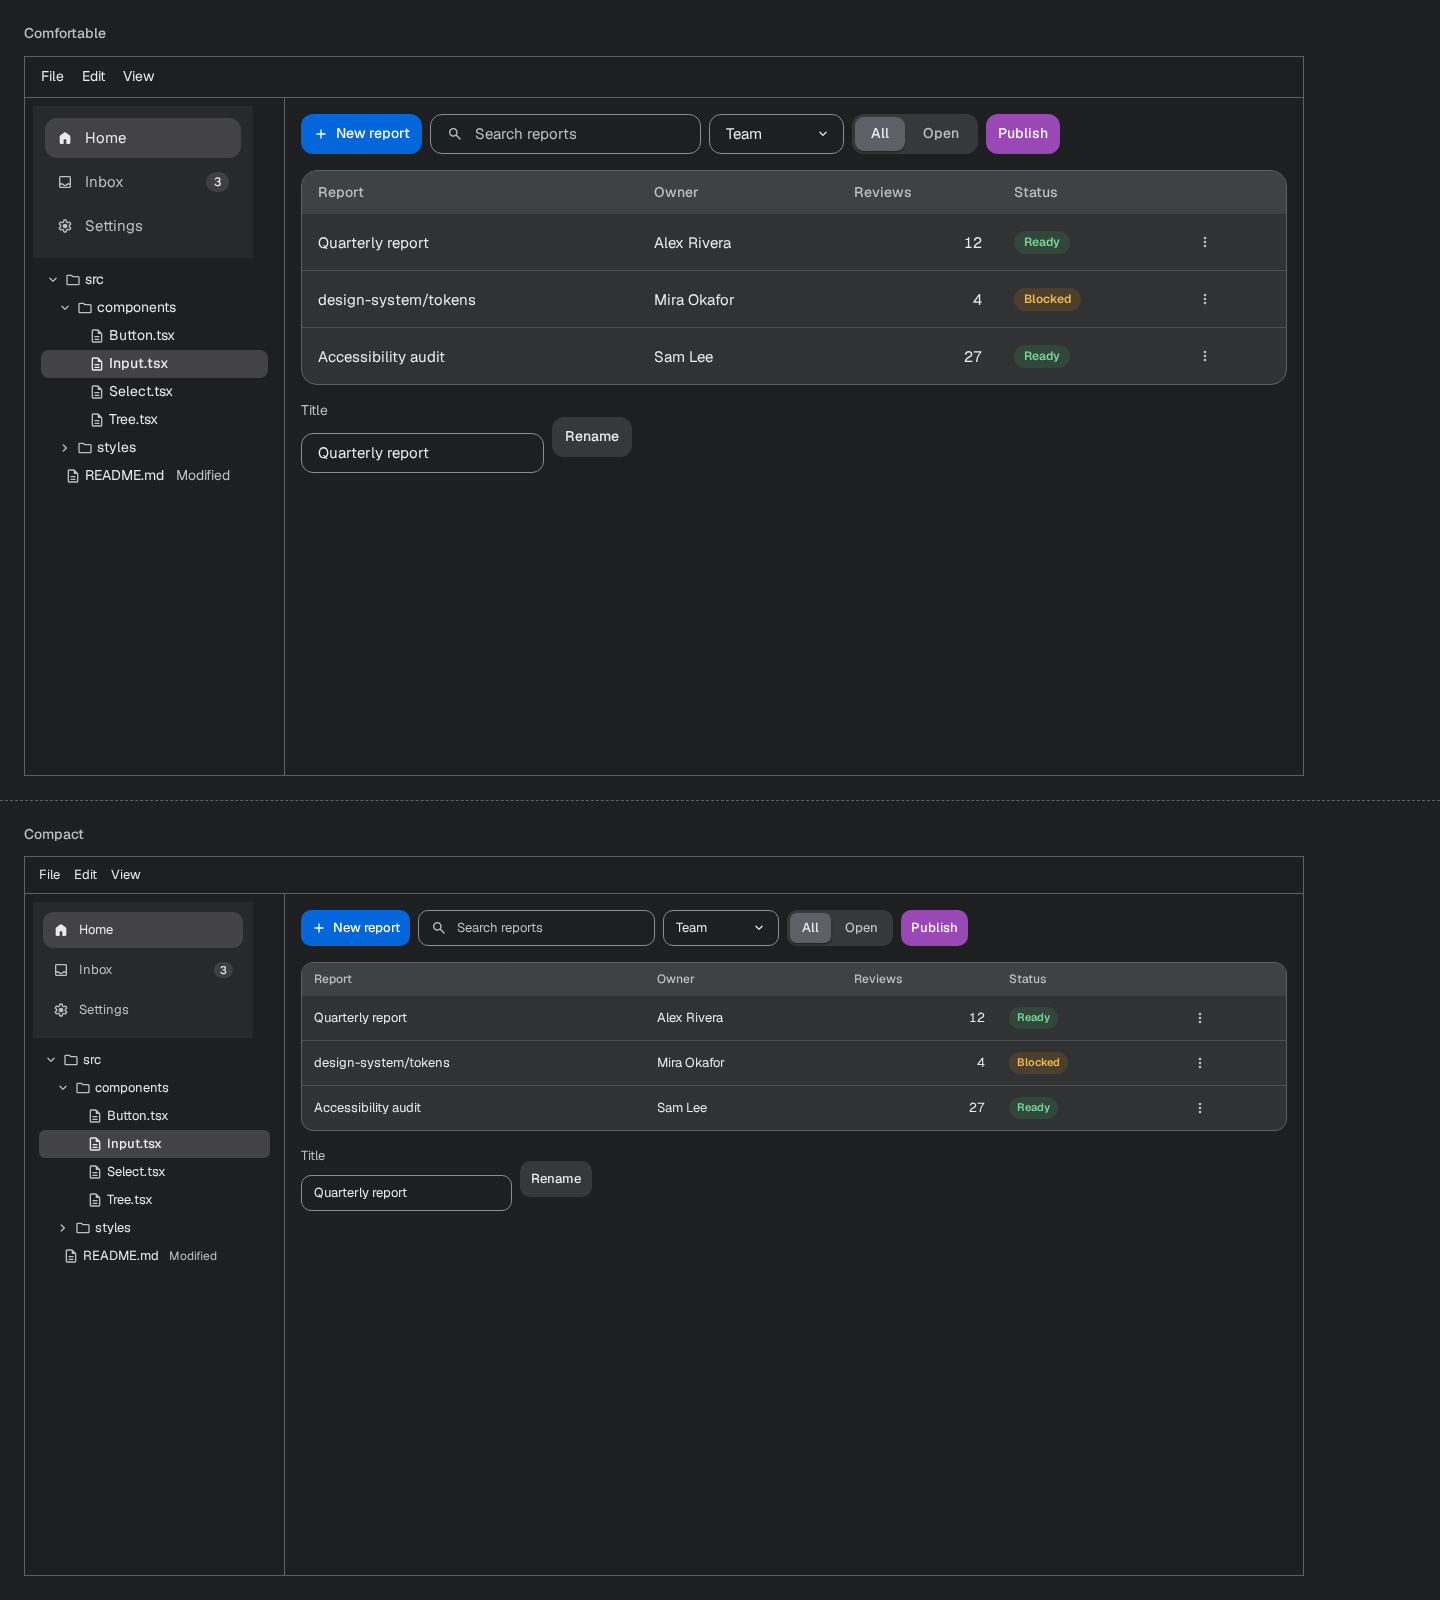 Comfortable
File Edit View
Home
Inbox 3
Settings
src
components
Button.tsx
Input.tsx
Select.tsx
Tree.tsx
styles
README.md Modified
New report Search reports Team All Open Publish
Report Owner Reviews Status
Quarterly report Alex Rivera 12 Ready
design-system/tokens Mira Okafor 4 Blocked
Accessibility audit Sam Lee 27 Ready
Title
Quarterly report Rename
Compact
File Edit View
Home
Inbox 3
Settings
src
components
Button.tsx
Input.tsx
Select.tsx
Tree.tsx
styles
README.md Modified
New report Search reports Team All Open Publish
Report Owner Reviews Status
Quarterly report Alex Rivera 12 Ready
design-system/tokens Mira Okafor 4 Blocked
Accessibility audit Sam Lee 27 Ready
Title
Quarterly report Rename